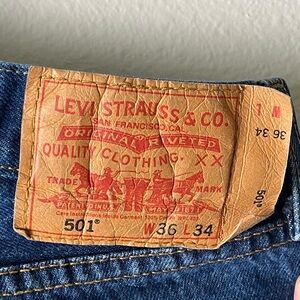 LEVI STRAUSS & CO.
SAN FRANCISCO, CAL.
ORIGINAL RIVETED
QUALITY CLOTHING. XX
TRADE MARK
501® W36 L34
W L
36 34
501®